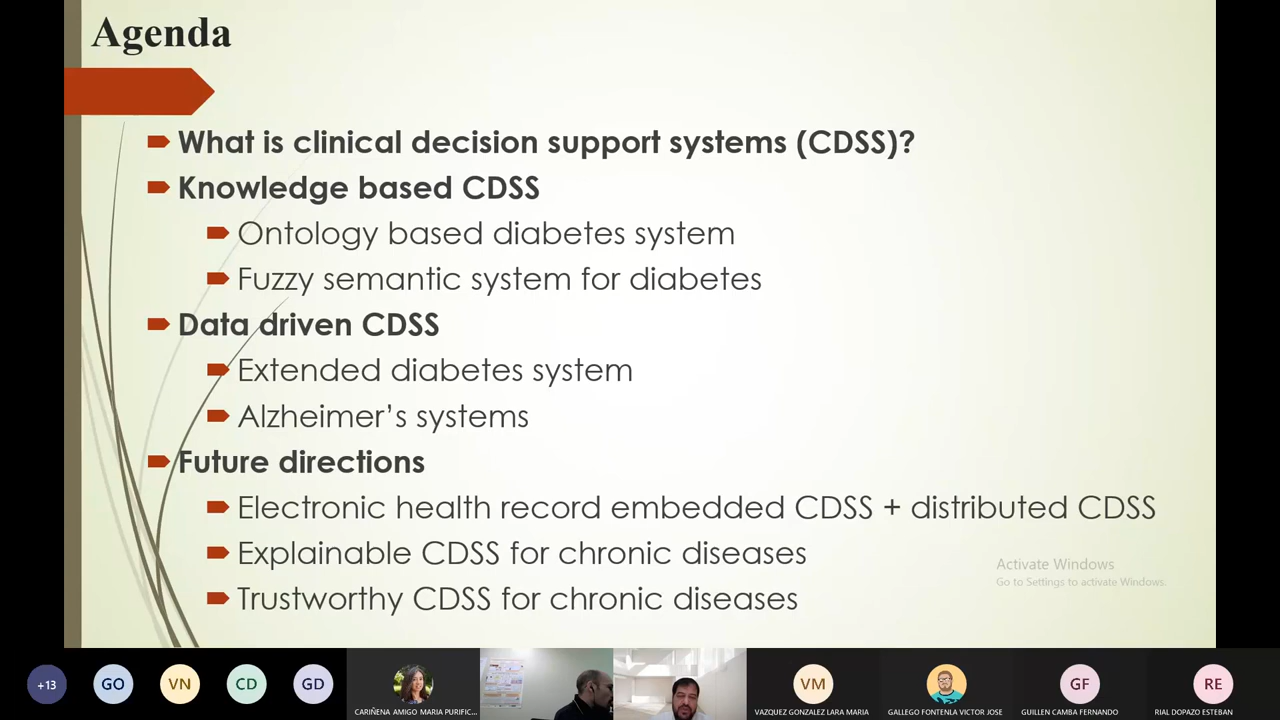 Agenda
What is clinical decision support systems (CDSS)?
Knowledge based CDSS
Ontology based diabetes system
Fuzzy semantic system for diabetes
Data driven CDSS
Extended diabetes system
Alzheimer’s systems
Future directions
Electronic health record embedded CDSS + distributed CDSS
Explainable CDSS for chronic diseases
Trustworthy CDSS for chronic diseases
Activate Windows
Go to Settings to activate Windows.
+13
GO
VN
CD
GD
CARIÑENA AMIGO MARIA PURIFIC...
VM
VAZQUEZ GONZALEZ LARA MARIA
GALLEGO FONTENLA VICTOR JOSE
GF
GUILLEN CAMBA FERNANDO
RE
RIAL DOPAZO ESTEBAN